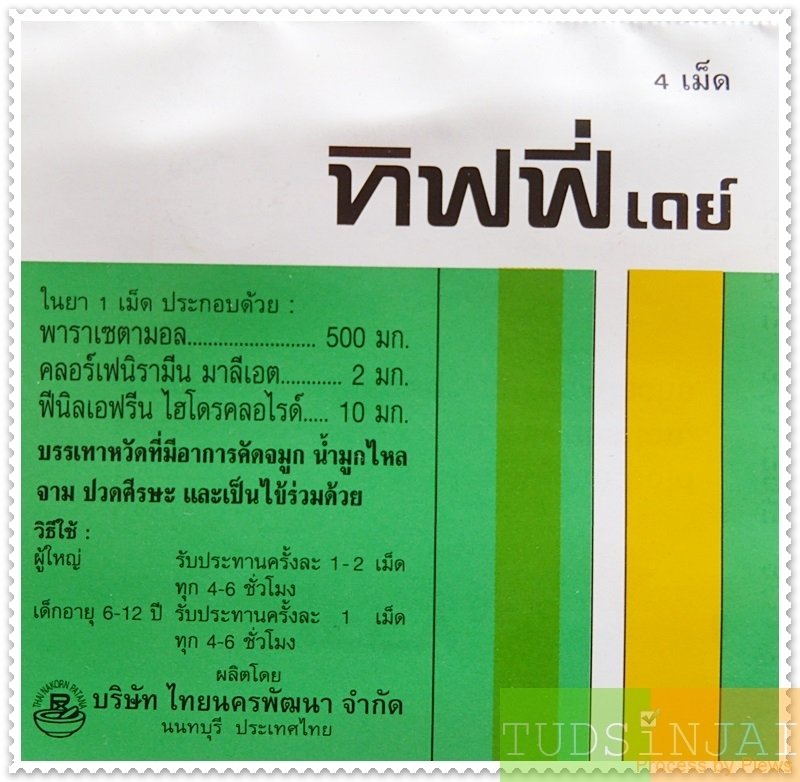 4 เม็ด
ทิฟฟี่ เดย์
ในยา 1 เม็ด ประกอบด้วย :
พาราเซตามอล........................ 500 มก.
คลอร์เฟนิรามีน มาลีเอต............ 2 มก.
ฟีนิลเอฟรีน ไฮโดรคลอไรด์..... 10 มก.
บรรเทาหวัดที่มีอาการคัดจมูก น้ำมูกไหล
จาม ปวดศีรษะ และเป็นไข้ร่วมด้วย
วิธีใช้ :
ผู้ใหญ่ รับประทานครั้งละ 1-2 เม็ด
ทุก 4-6 ชั่วโมง
เด็กอายุ 6-12 ปี รับประทานครั้งละ 1 เม็ด
ทุก 4-6 ชั่วโมง
ผลิตโดย
THAI NAKORN PATANA
บริษัท ไทยนครพัฒนา จำกัด
นนทบุรี ประเทศไทย
TUDSiNJAI
Process by Plews